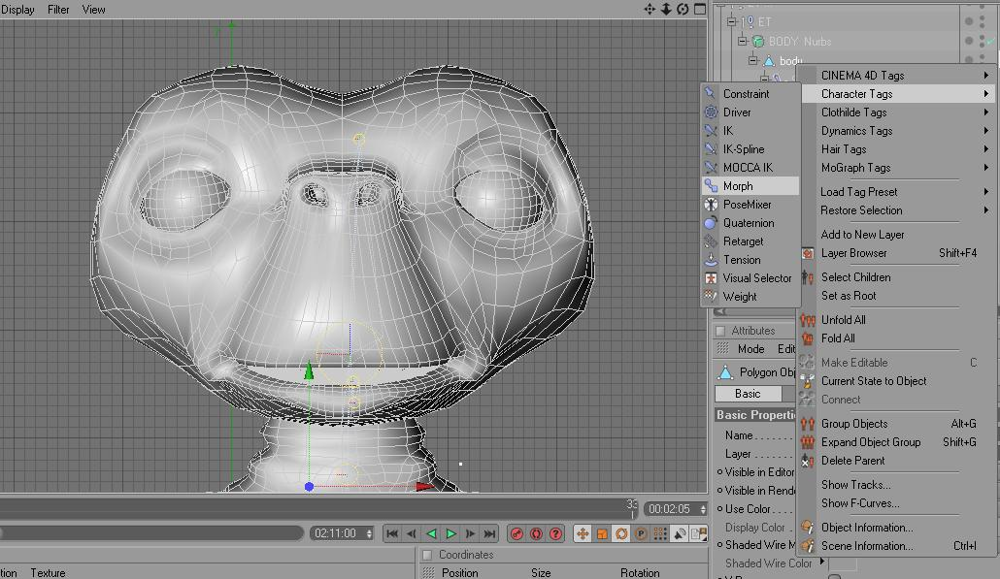 Display Filter View
Y
ET
BODY Nurbs
body
CINEMA 4D Tags
Character Tags
Clothilde Tags
Dynamics Tags
Hair Tags
MoGraph Tags
Load Tag Preset
Restore Selection
Add to New Layer
Layer Browser Shift+F4
Select Children
Set as Root
Unfold All
Fold All
Make Editable C
Current State to Object
Connect
Group Objects Alt+G
Expand Object Group Shift+G
Delete Parent
Show Tracks...
Show F-Curves...
Object Information...
Scene Information... Ctrl+I
Constraint
Driver
IK
IK-Spline
MOCCA IK
Morph
PoseMixer
Quaternion
Retarget
Tension
Visual Selector
Weight
Attributes
Mode Edit
Polygon Obj
Basic
Basic Properti
Name
Layer
Visible in Editor
Visible in Rende
Use Color
Display Color
Shaded Wire M
Shaded Wire Color
33
00:02:05
02:11:00
Coordinates
tion Texture
Position Size Rotation